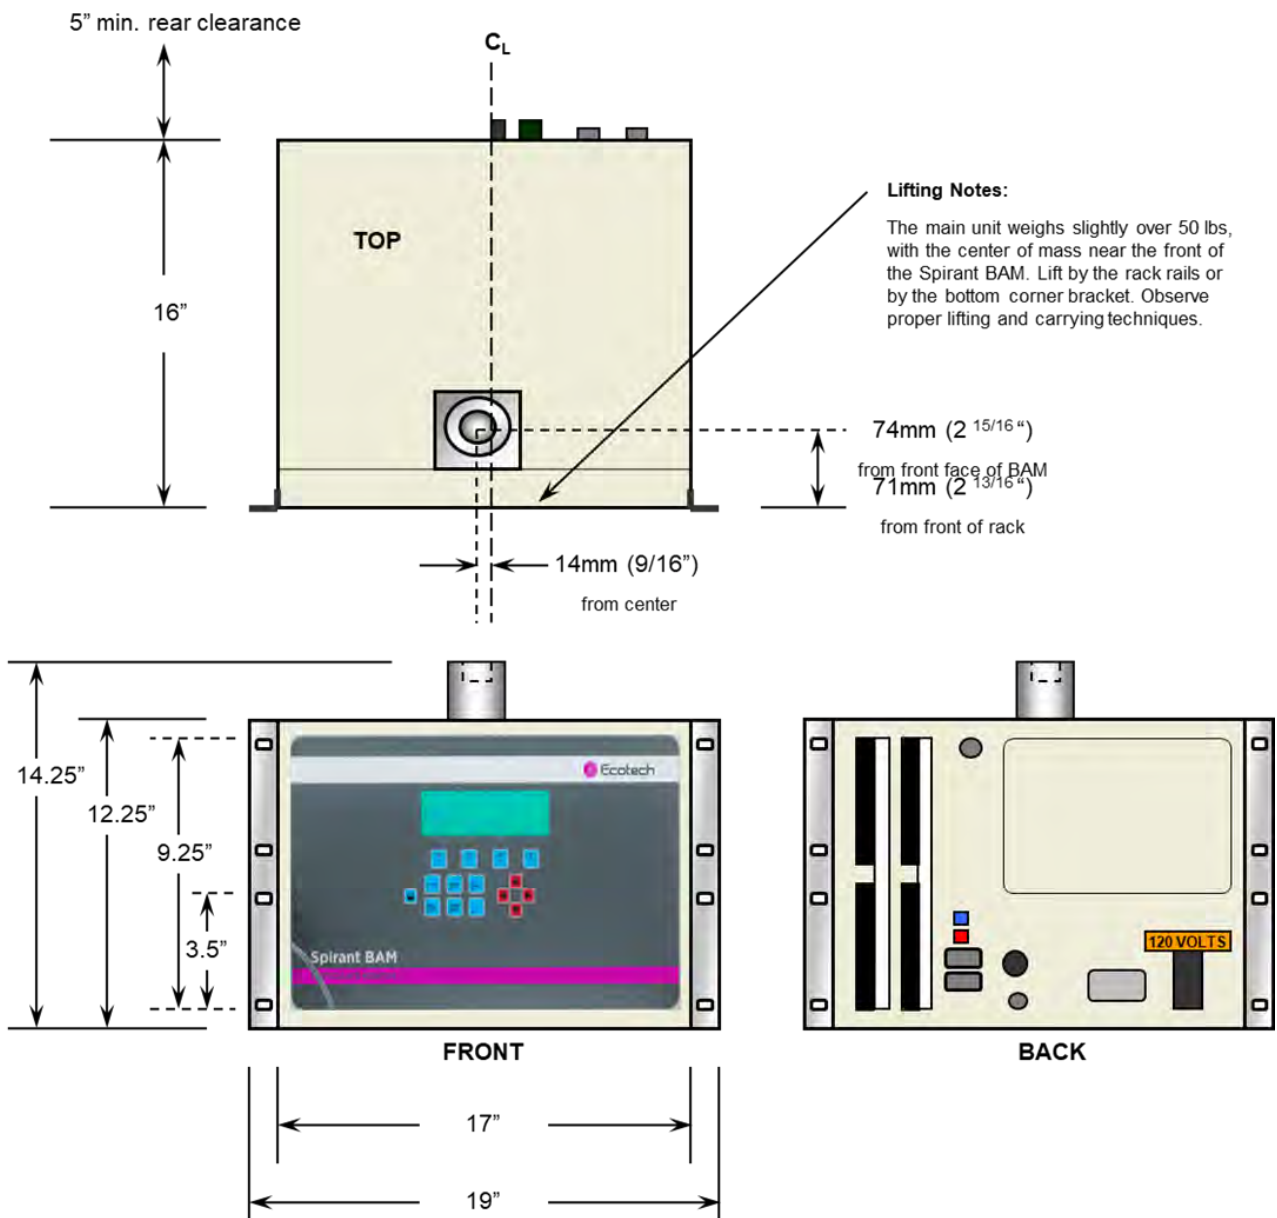 5” min. rear clearance
CL
TOP
16”
Lifting Notes:
The main unit weighs slightly over 50 lbs,
with the center of mass near the front of
the Spirant BAM. Lift by the rack rails or
by the bottom corner bracket. Observe
proper lifting and carrying techniques.
74mm (2 15/16 “)
from front face of BAM
71mm (2 13/16 “)
from front of rack
14mm (9/16”)
from center
14.25”
12.25”
9.25”
3.5”
Ecotech
Spirant BAM
120 VOLTS
FRONT
BACK
17”
19”